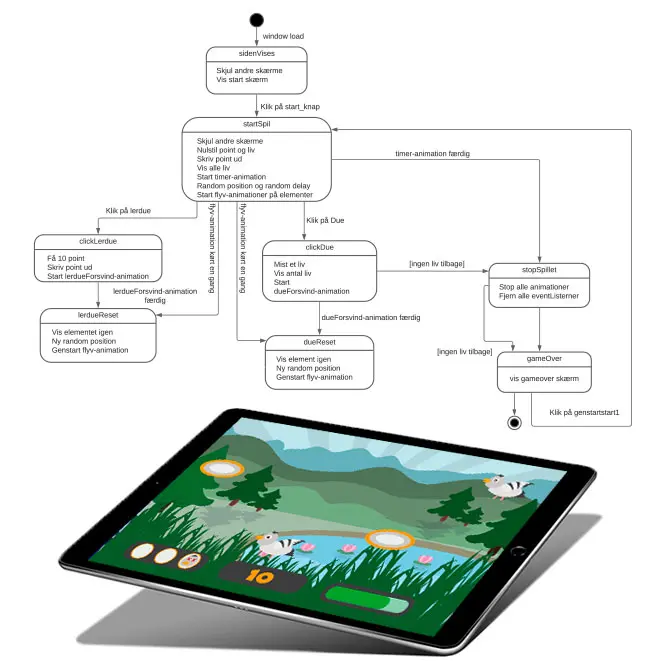 window load
sidenVises
Skjul andre skærme
Vis start skærm
Klik på start_knap
startSpil
Skjul andre skærme
Nulstil point og liv
Skriv point ud
Vis alle liv
Start timer-animation
Random position og random delay
Start flyv-animationer på elementer
timer-animation færdig
Klik på lerdue
flyv-animation kørt en gang
flyv-animation kørt en gang
Klik på Due
clickLerdue
Få 10 point
Skriv point ud
Start lerdueForsvind-animation
clickDue
Mist et liv
Vis antal liv
Start
dueForsvind-animation
[ingen liv tilbage]
stopSpillet
Stop alle animationer
Fjern alle eventListerner
lerdueForsvind-animation
færdig
lerdueReset
Vis elementet igen
Ny random position
Genstart flyv-animation
dueForsvind-animation færdig
dueReset
Vis element igen
Ny random position
Genstart flyv-animation
[ingen liv tilbage]
gameOver
vis gameover skærm
Klik på genstartstart1
10